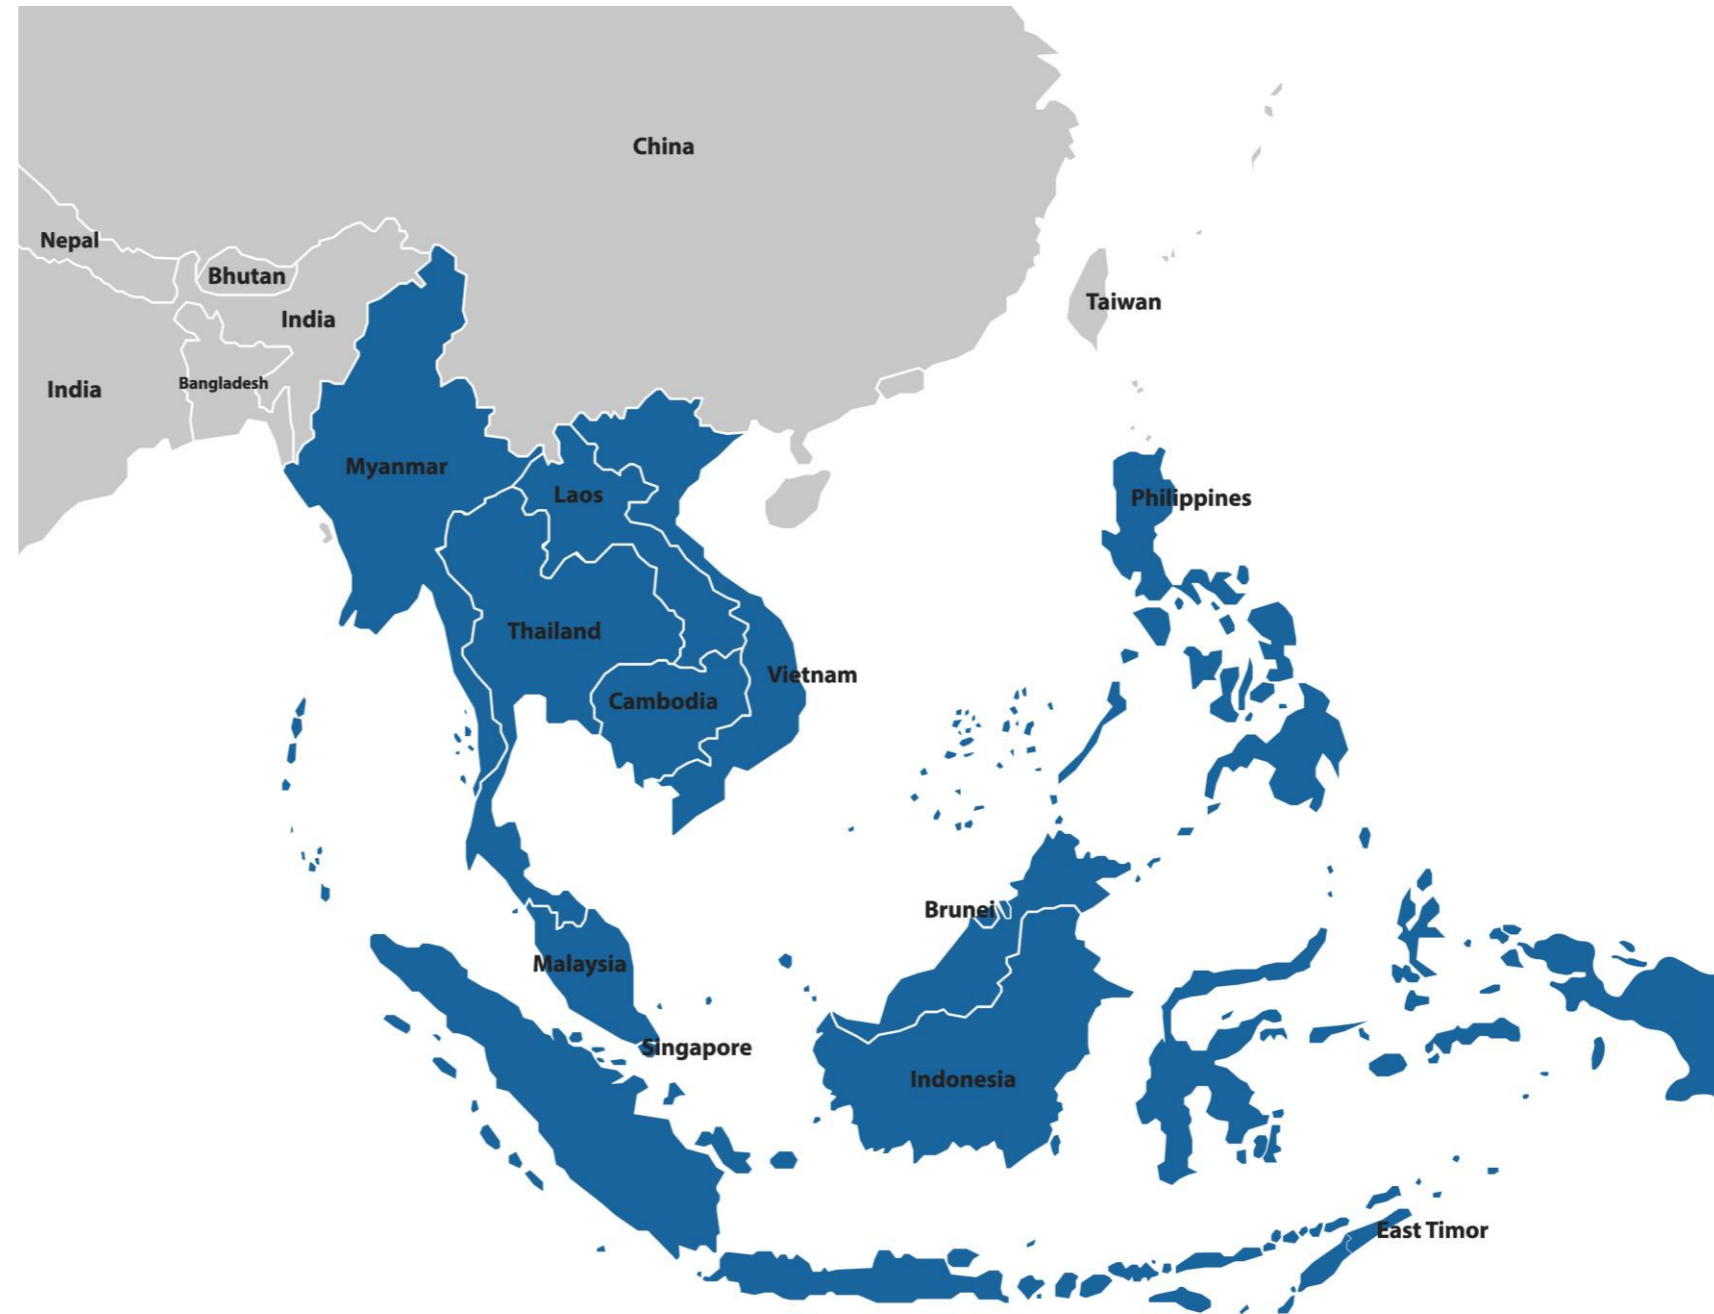 China
Nepal
Bhutan
Taiwan
India
Bangladesh
India
Myanmar
Laos
Philippines
Thailand
Vietnam
Cambodia
Brunei
Malaysia
Singapore
Indonesia
East Timor